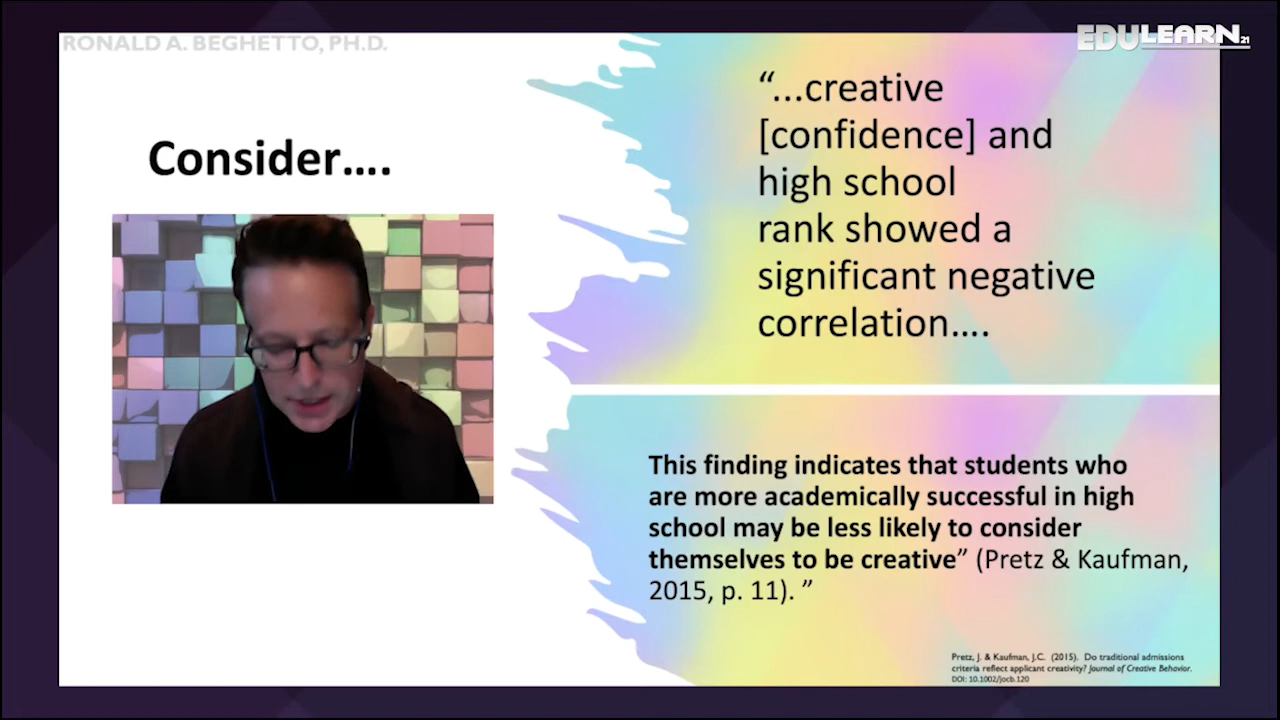 RONALD A. BEGHETTO, PH.D.
EDULEARN21
Consider....
“...creative
[confidence] and
high school
rank showed a
significant negative
correlation....
This finding indicates that students who
are more academically successful in high
school may be less likely to consider
themselves to be creative” (Pretz & Kaufman,
2015, p. 11). ”
Pretz, J. & Kaufman, J.C. (2015). Do traditional admissions
criteria reflect applicant creativity? Journal of Creative Behavior.
DOI: 10.1002/jocb.120